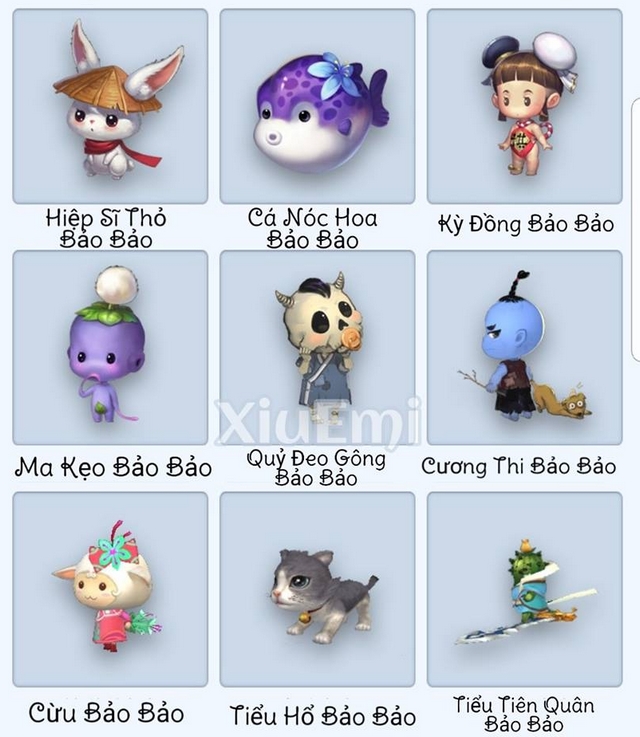 Hiệp Sĩ Thỏ
Bảo Bảo
Cá Nóc Hoa
Bảo Bảo
Kỳ Đồng Bảo Bảo
Ma Kẹo Bảo Bảo
XiuEmi
Quỷ Đeo Gông
Bảo Bảo
Cương Thi Bảo Bảo
Cừu Bảo Bảo
Tiểu Hổ Bảo Bảo
Tiểu Tiên Quân
Bảo Bảo